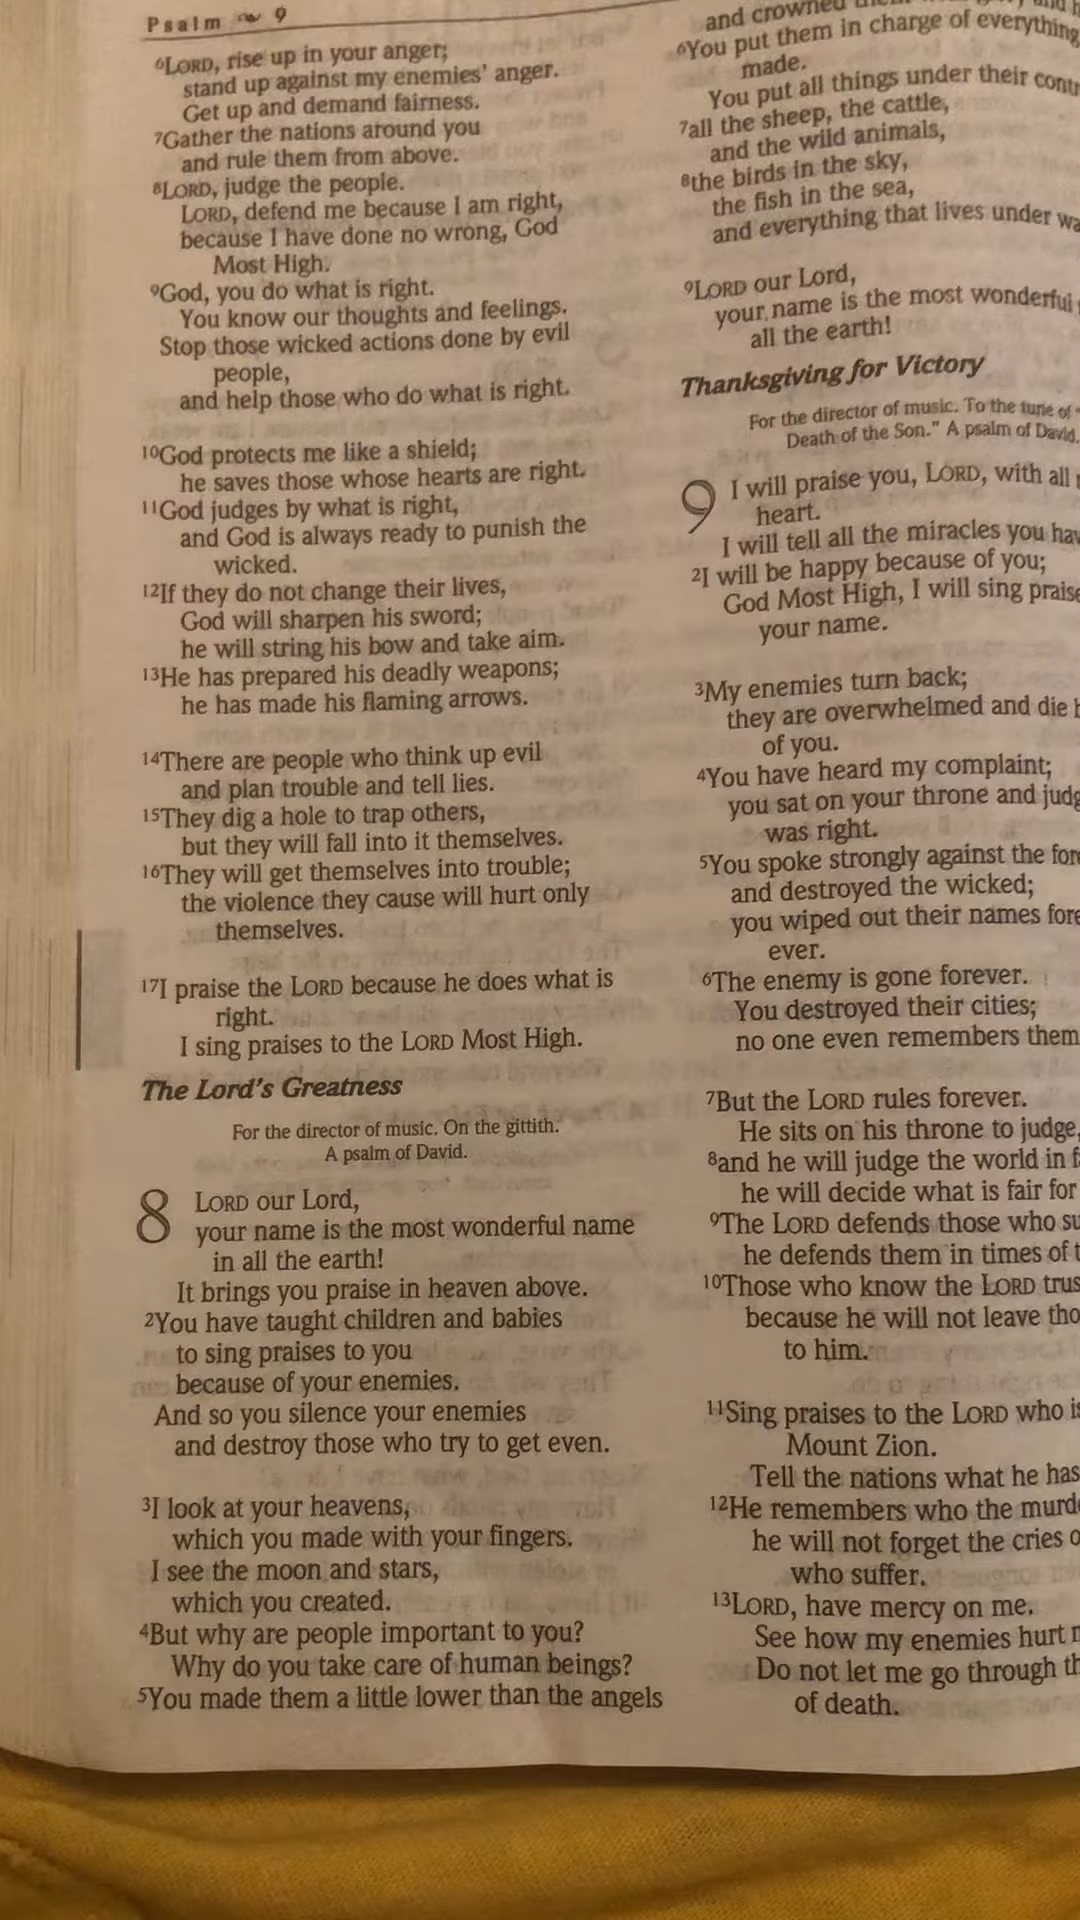 Psalm 9
6LORD, rise up in your anger;
stand up against my enemies' anger.
Get up and demand fairness.
7Gather the nations around you
and rule them from above.
8LORD, judge the people.
LORD, defend me because I am right,
because I have done no wrong, God
Most High.
9God, you do what is right.
You know our thoughts and feelings.
Stop those wicked actions done by evil
people,
and help those who do what is right.
10God protects me like a shield;
he saves those whose hearts are right.
11God judges by what is right,
and God is always ready to punish the
wicked.
12If they do not change their lives,
God will sharpen his sword;
he will string his bow and take aim.
13He has prepared his deadly weapons;
he has made his flaming arrows.
14There are people who think up evil
and plan trouble and tell lies.
15They dig a hole to trap others,
but they will fall into it themselves.
16They will get themselves into trouble;
the violence they cause will hurt only
themselves.
17I praise the LORD because he does what is
right.
I sing praises to the LORD Most High.
The Lord's Greatness
For the director of music. On the gittith.
A psalm of David.
8 LORD our Lord,
your name is the most wonderful name
in all the earth!
It brings you praise in heaven above.
2You have taught children and babies
to sing praises to you
because of your enemies.
And so you silence your enemies
and destroy those who try to get even.
3I look at your heavens,
which you made with your fingers.
I see the moon and stars,
which you created.
4But why are people important to you?
Why do you take care of human beings?
5You made them a little lower than the angels
and crowned
6You put them in charge of everything
made.
You put all things under their
7all the sheep, the cattle,
and the wild animals,
8the birds in the sky,
the fish in the sea,
and everything that lives under
9LORD our Lord,
your name is the most wonderful
all the earth!
Thanksgiving for Victory
For the director of music. To the tune of
Death of the Son." A psalm of David.
9 I will praise you, LORD, with all
heart.
I will tell all the miracles you
2I will be happy because of you;
God Most High, I will sing
your name.
3My enemies turn back;
they are overwhelmed and die
of you.
4You have heard my complaint;
you sat on your throne and
was right.
5You spoke strongly against the
and destroyed the wicked;
you wiped out their names
ever.
6The enemy is gone forever.
You destroyed their cities;
no one even remembers them
7But the LORD rules forever.
He sits on his throne to judge,
8and he will judge the world in
he will decide what is fair for
9The LORD defends those who
he defends them in times of
10Those who know the LORD
because he will not leave
to him.
11Sing praises to the LORD who
Mount Zion.
Tell the nations what he has
12He remembers who the
he will not forget the cries
who suffer.
13LORD, have mercy on me.
See how my enemies hurt
Do not let me go through
of death.